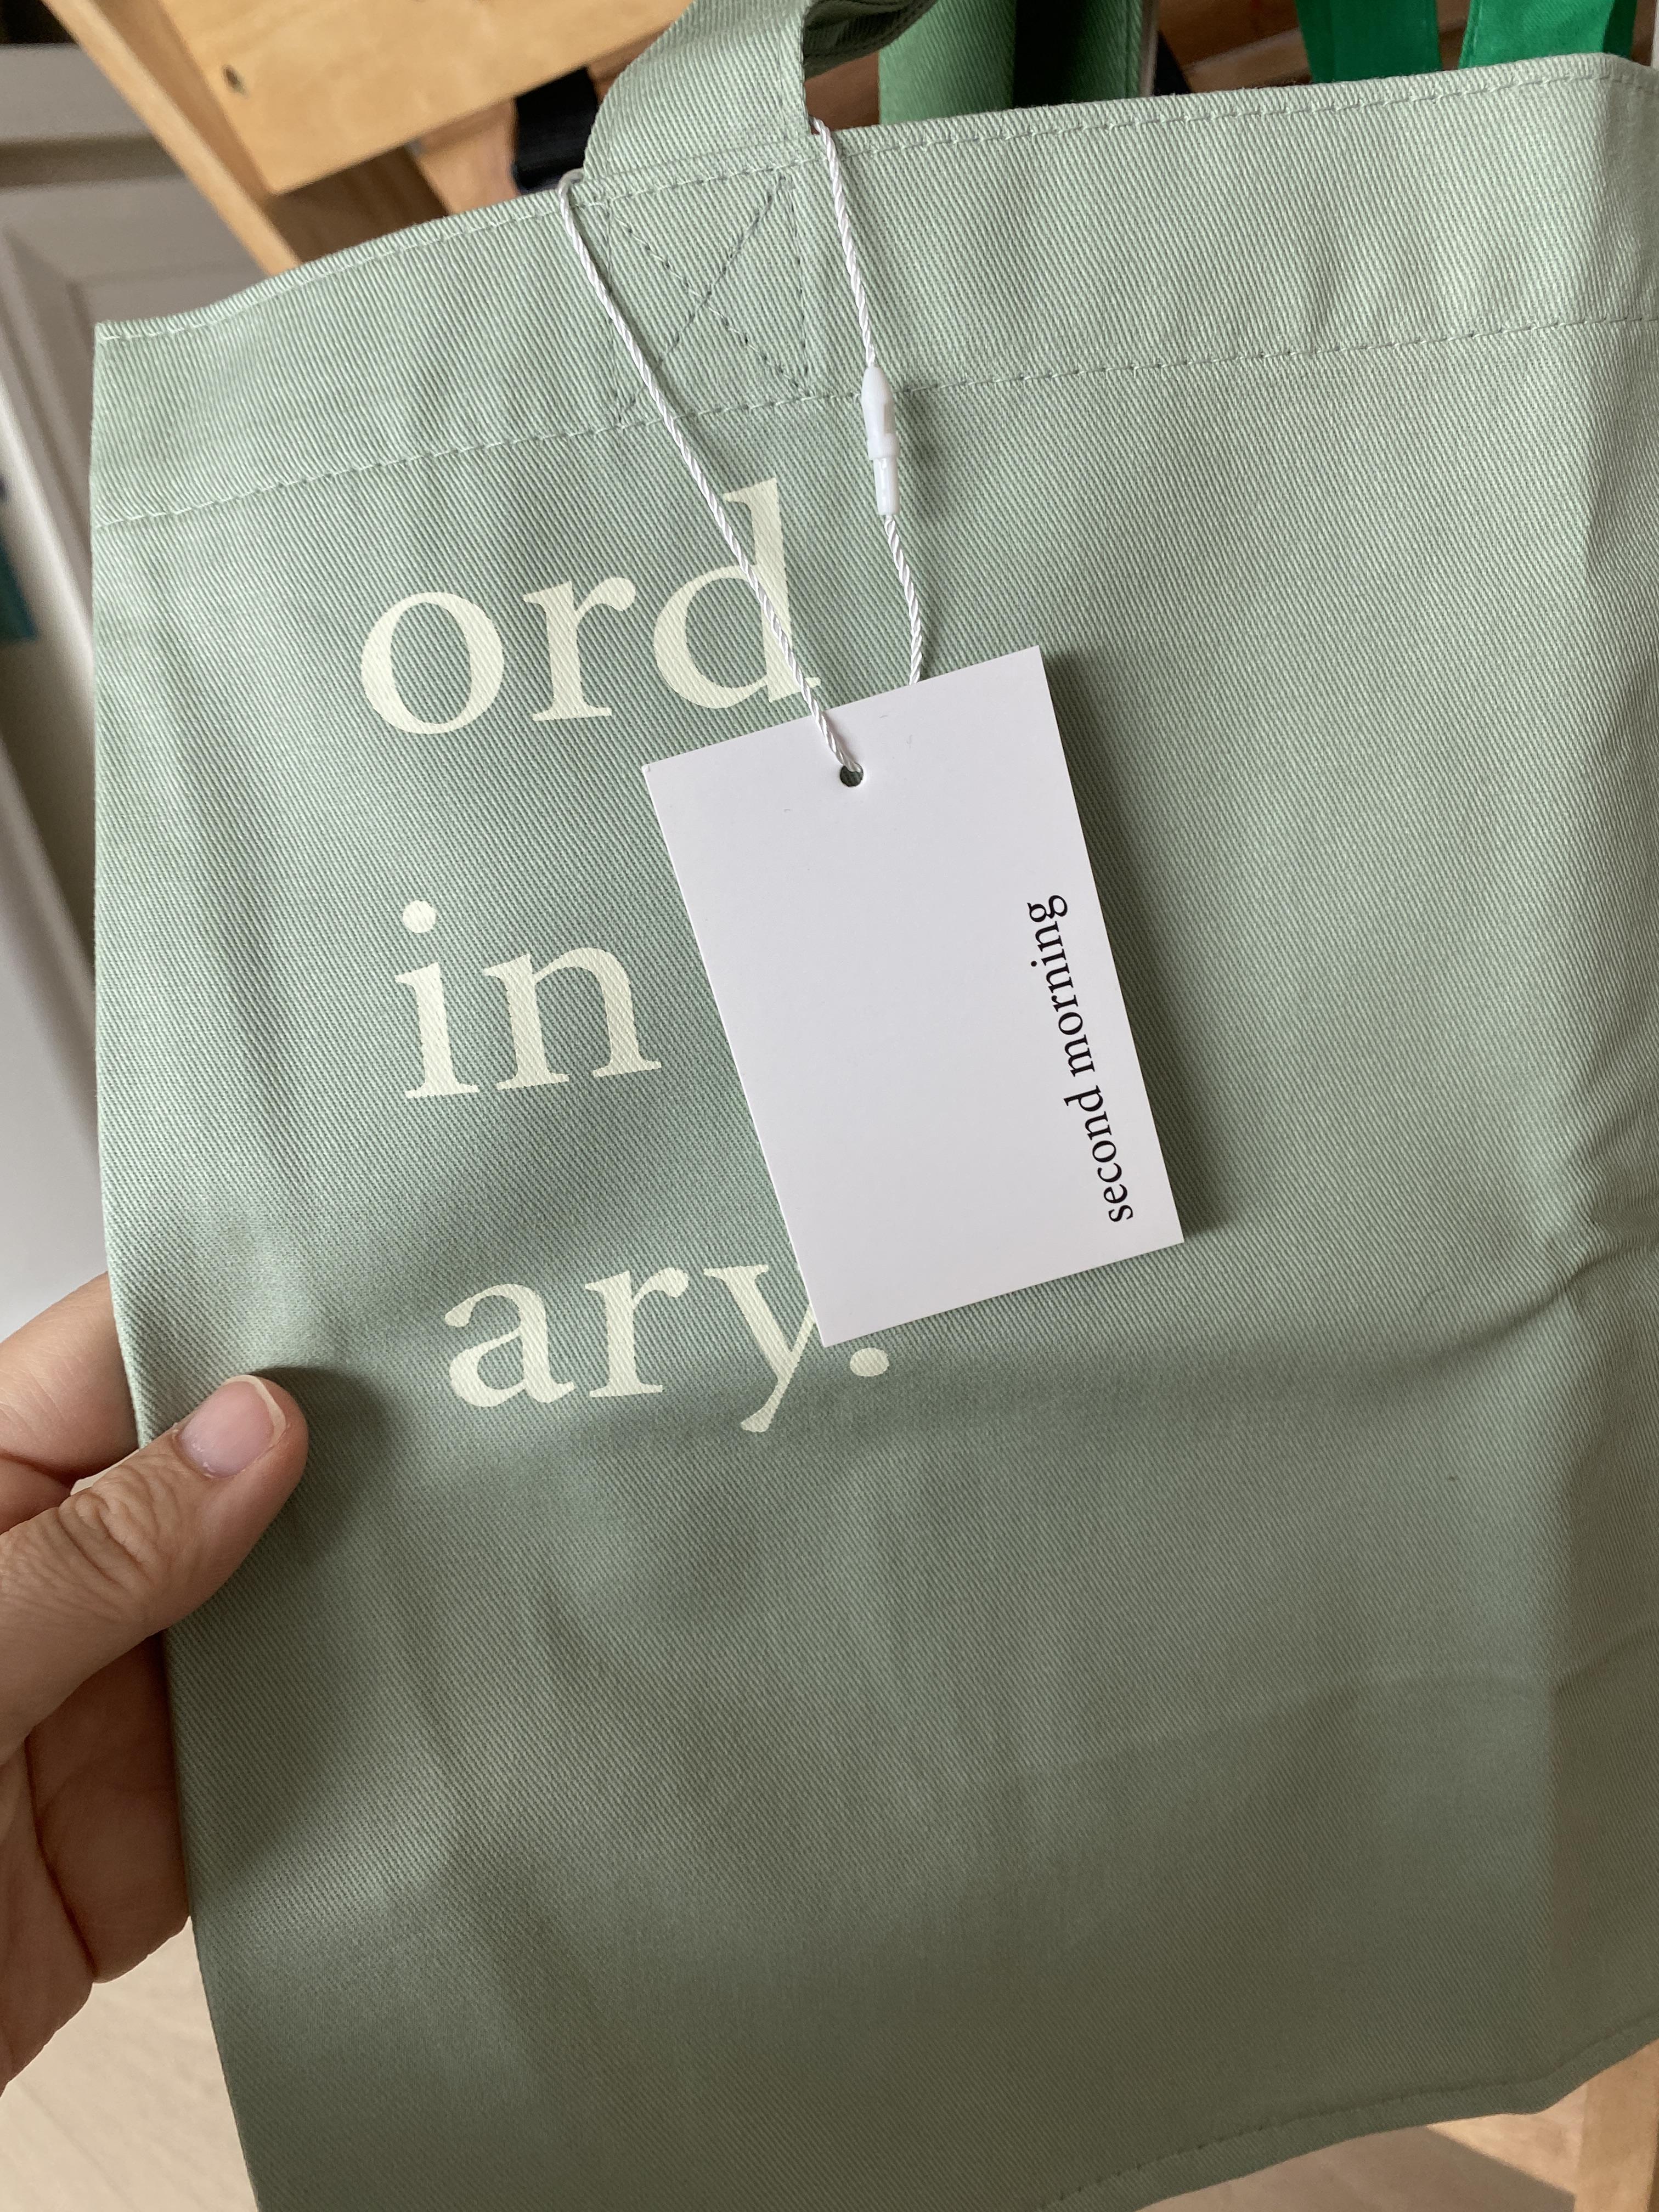 ord
in
ary.
second morning